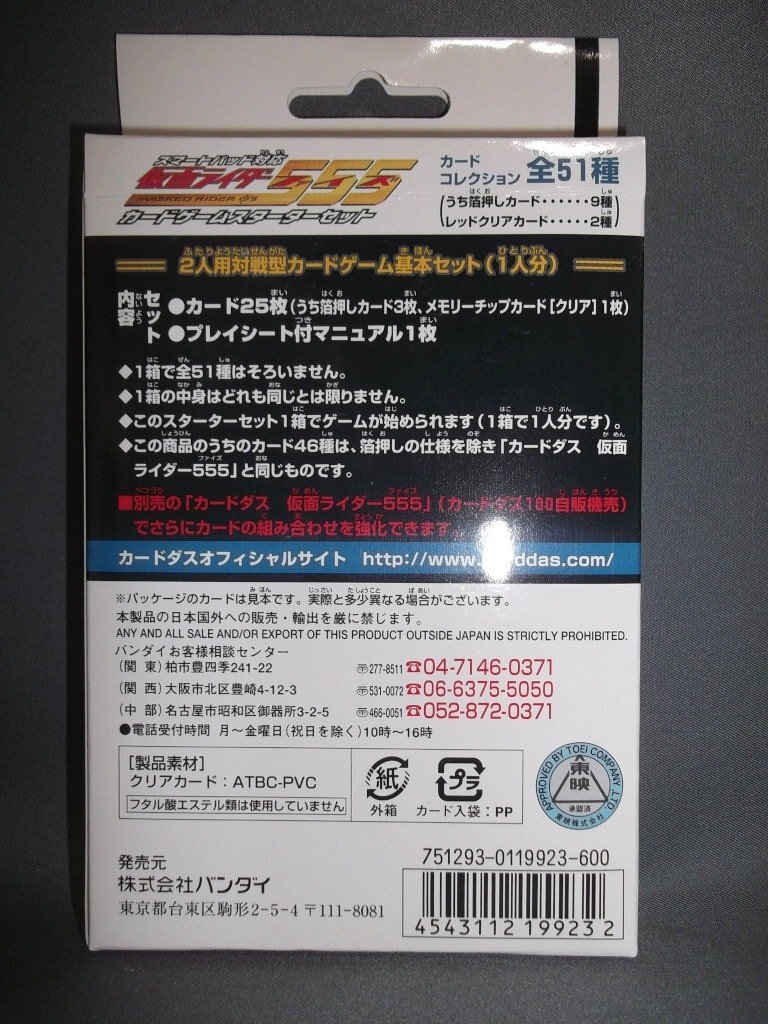 スマートパッド対応
仮面ライダー555
ファイズ
MASKED RIDER φ's
カードゲームスターターセット
カード
コレクション 全51種
(うち箔押しカード・・・・・・9種
レッドクリアカード・・・・・2種)
2人用対戦型カードゲーム基本セット(1人分)
セット内容
●カード25枚(うち箔押しカード3枚、メモリーチップカード[クリア]1枚)
●プレイシート付マニュアル1枚
◆1箱で全51種はそろいません。
◆1箱の中身はどれも同じとは限りません。
◆このスターターセット1箱でゲームが始められます(1箱で1人分です)。
◆この商品のうちのカード46種は、箔押しの仕様を除き「カードダス 仮面
ライダー555」と同じものです。
■別売の「カードダス 仮面ライダー555」(カードダス100自販機売)
でさらにカードの組み合わせを強化できます。
カードダスオフィシャルサイト http://www. ddas.com/
※パッケージのカードは見本です。実際と多少異なる場合がございます。
本製品の日本国外への販売・輸出を厳に禁じます。
ANY AND ALL SALE AND/OR EXPORT OF THIS PRODUCT OUTSIDE JAPAN IS STRICTLY PROHIBITED.
バンダイお客様相談センター
(関 東)柏市豊四季241-22 〒277-8511 ☎04-7146-0371
(関 西)大阪市北区豊崎4-12-3 〒531-0072 ☎06-6375-5050
(中 部)名古屋市昭和区御器所3-2-5 〒466-0051 ☎052-872-0371
●電話受付時間 月〜金曜日(祝日を除く)10時〜16時
[製品素材]
クリアカード:ATBC-PVC
フタル酸エステル類は使用していません
紙
外箱
プラ
カード入袋:PP
APPROVED BY TOEI COMPANY, LTD.
東映
承認済
東映株式会社
発売元
株式会社バンダイ
東京都台東区駒形2-5-4 〒111-8081
751293-0119923-600
4543112 199232